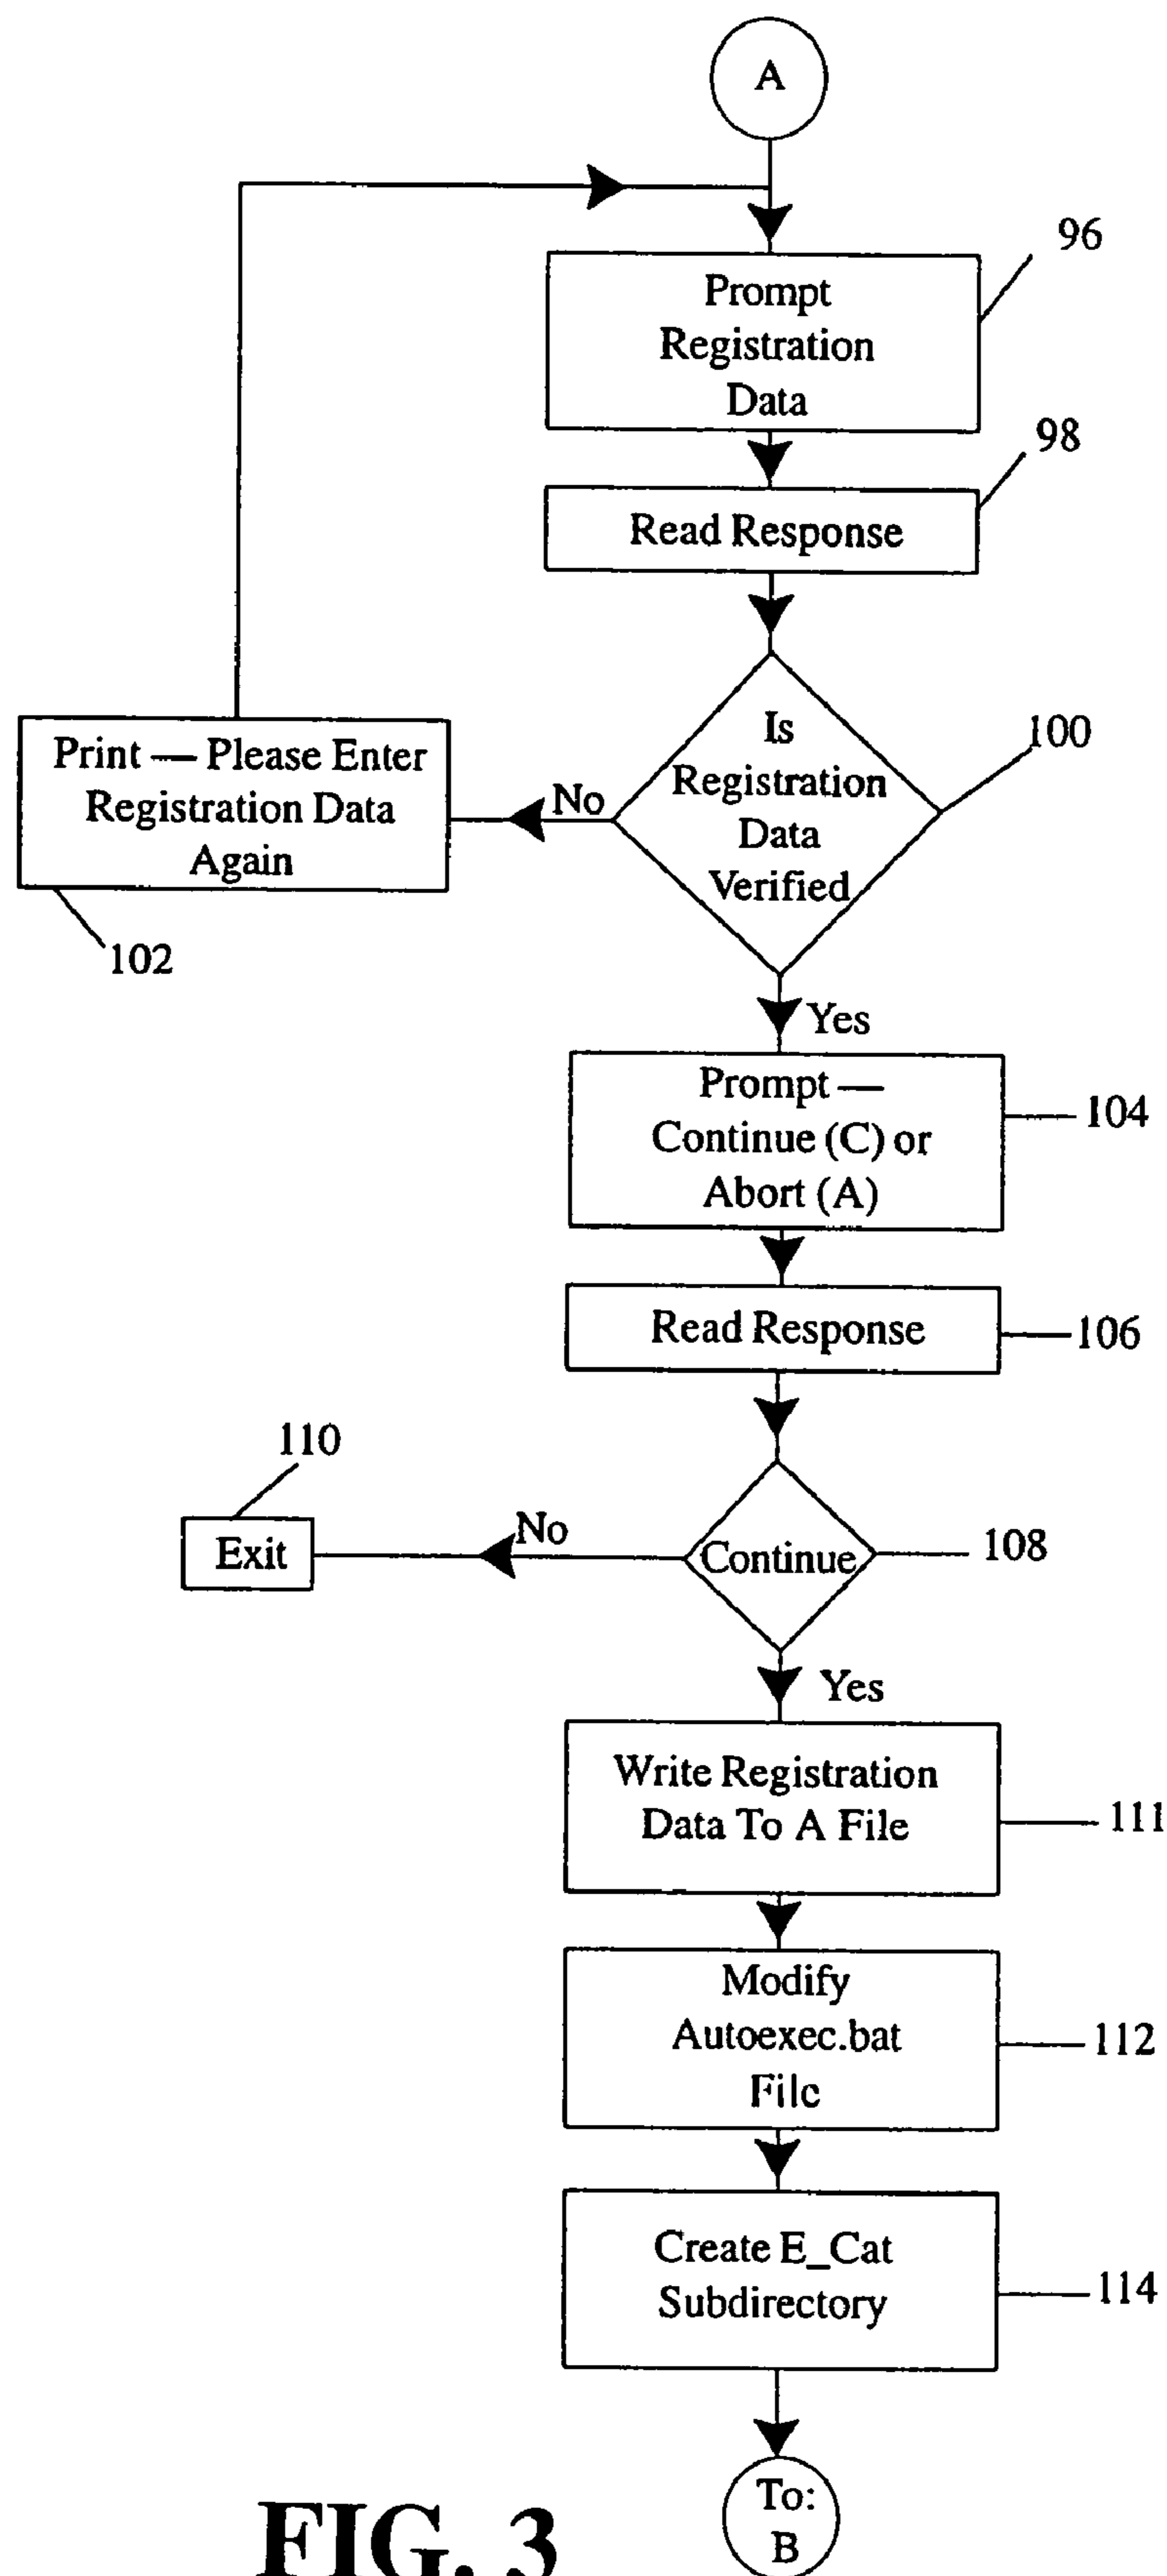 A
96
Prompt
Registration
Data
98
Read Response
Is
Registration
Data
Verified
100
No
Print — Please Enter
Registration Data
Again
102
Yes
Prompt —
Continue (C) or
Abort (A)
104
Read Response
106
110
Exit
No
Continue
108
Yes
Write Registration
Data To A File
111
Modify
Autoexec.bat
File
112
Create E_Cat
Subdirectory
114
To:
B
FIG. 3